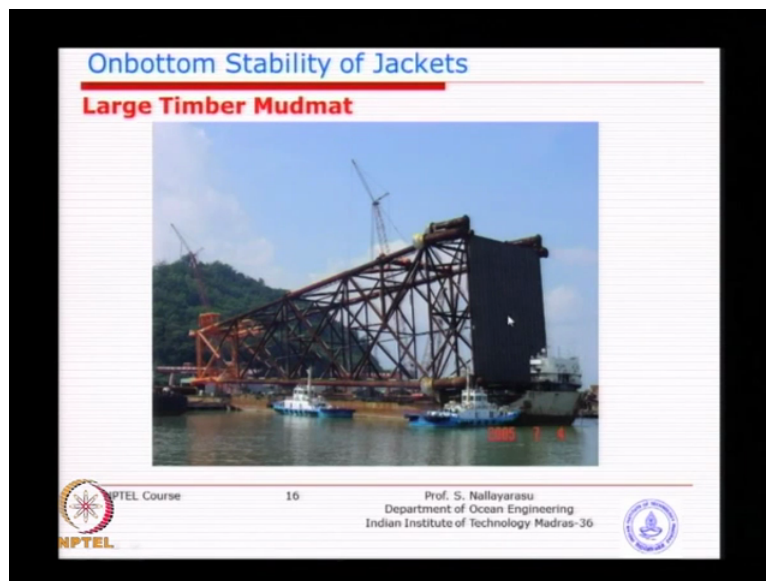 Onbottom Stability of Jackets
Large Timber Mudmat
2005 7 4
NPTEL Course
16
Prof. S. Nallayarasu
Department of Ocean Engineering
Indian Institute of Technology Madras-36
NPTEL